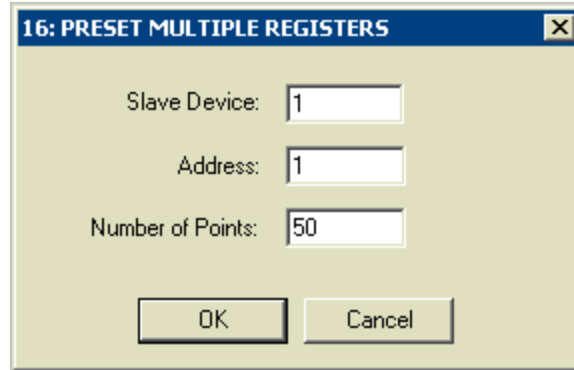 16: PRESET MULTIPLE REGISTERS
Slave Device: 1
Address: 1
Number of Points: 50
OK Cancel